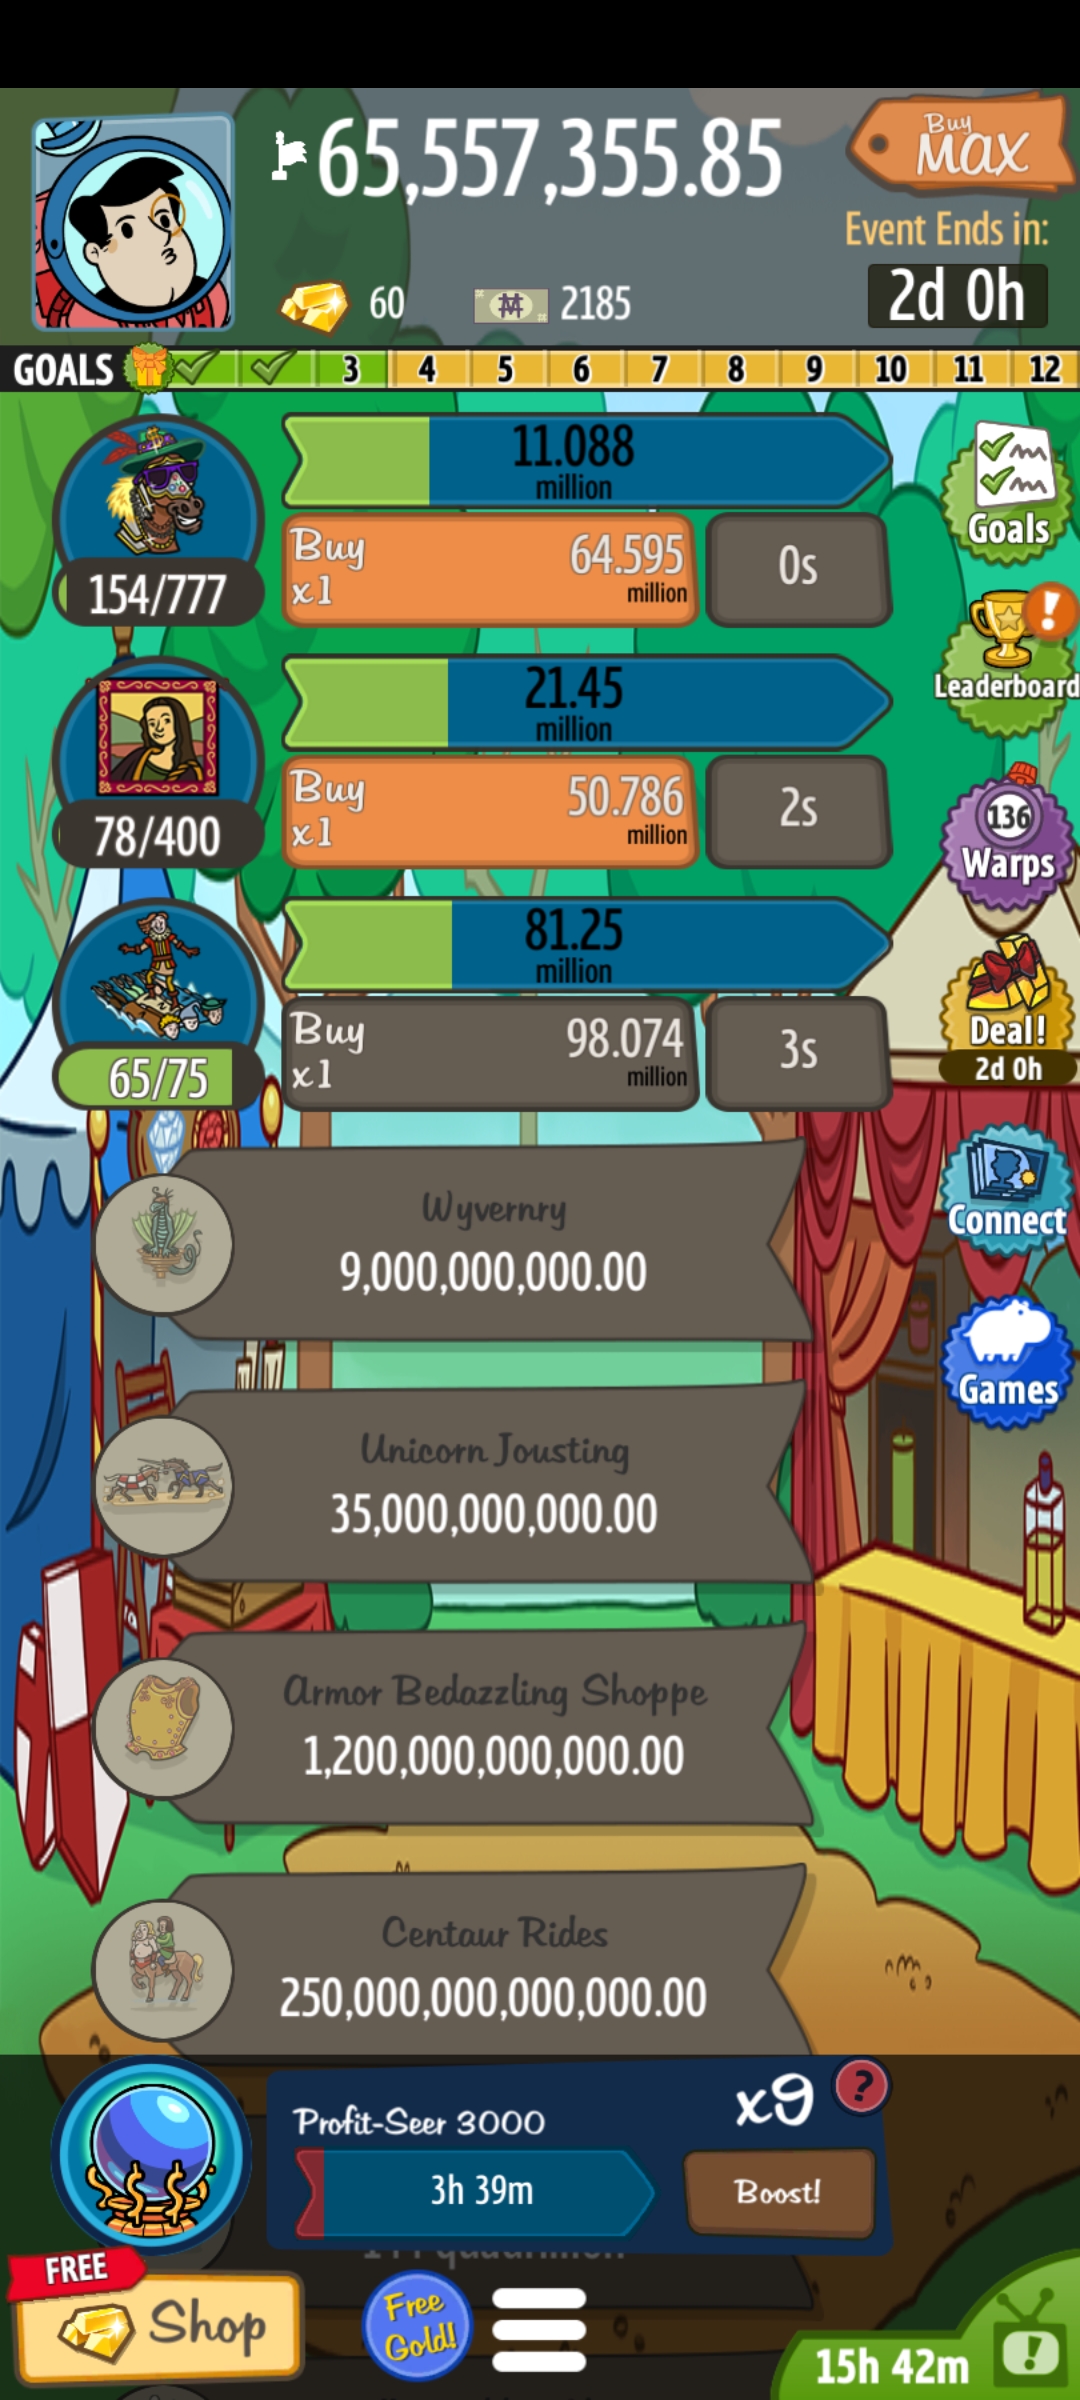 65,557,355.85
Buy
MAX
Event Ends in:
2d 0h
60
2185
GOALS 3 4 5 6 7 8 9 10 11 12
11.088
million
Buy
x1
64.595
million
0s
154/777
Goals
21.45
million
Buy
x1
50.786
million
2s
78/400
!
Leaderboard
136
Warps
81.25
million
Buy
x1
98.074
million
3s
65/75
Deal!
2d 0h
Wyvernry
9,000,000,000.00
Connect
Unicorn Jousting
35,000,000,000.00
Games
Armor Bedazzling Shoppe
1,200,000,000,000.00
Centaur Rides
250,000,000,000,000.00
Profit-Seer 3000
x9
?
3h 39m
Boost!
FREE
Shop
Free
Gold!
15h 42m
!